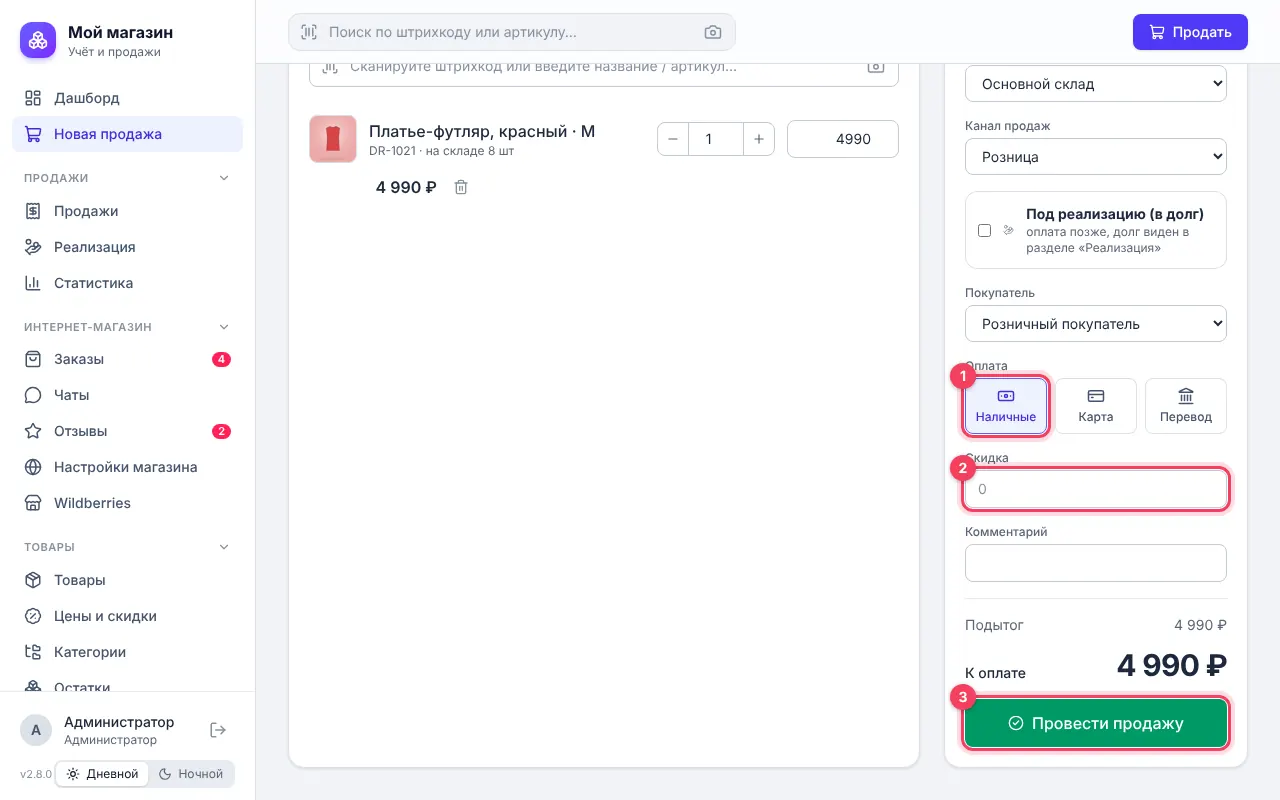 Мой магазин
Учёт и продажи
Дашборд
Новая продажа
ПРОДАЖИ
Продажи
Реализация
Статистика
ИНТЕРНЕТ-МАГАЗИН
Заказы 4
Чаты
Отзывы 2
Настройки магазина
Wildberries
ТОВАРЫ
Товары
Цены и скидки
Категории
Остатки
А Администратор
Администратор
v2.8.0 Дневной Ночной
Поиск по штрихкоду или артикулу...
Продать
Сканируйте штрихкод или введите название / артикул...
Платье-футляр, красный · M
DR-1021 · на складе 8 шт
− 1 + 4990
4 990 ₽
Основной склад
Канал продаж
Розница
Под реализацию (в долг)
оплата позже, долг виден в
разделе «Реализация»
Покупатель
Розничный покупатель
Оплата
1
Наличные Карта Перевод
Скидка
2
0
Комментарий
Подытог 4 990 ₽
К оплате 4 990 ₽
3
Провести продажу